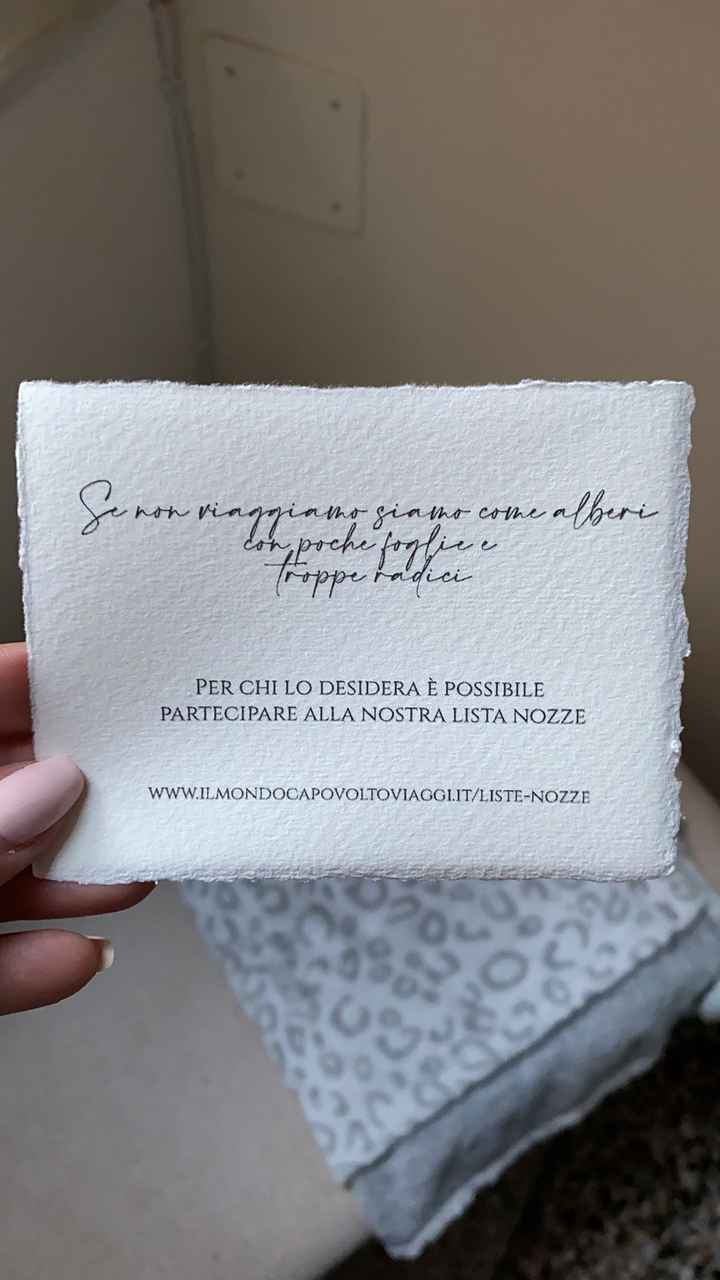 Se non viaggiamo siamo come alberi
con poche foglie e
troppe radici
PER CHI LO DESIDERA È POSSIBILE
PARTECIPARE ALLA NOSTRA LISTA NOZZE
WWW.ILMONDOCAPOVOLTOVIAGGI.IT/LISTE-NOZZE